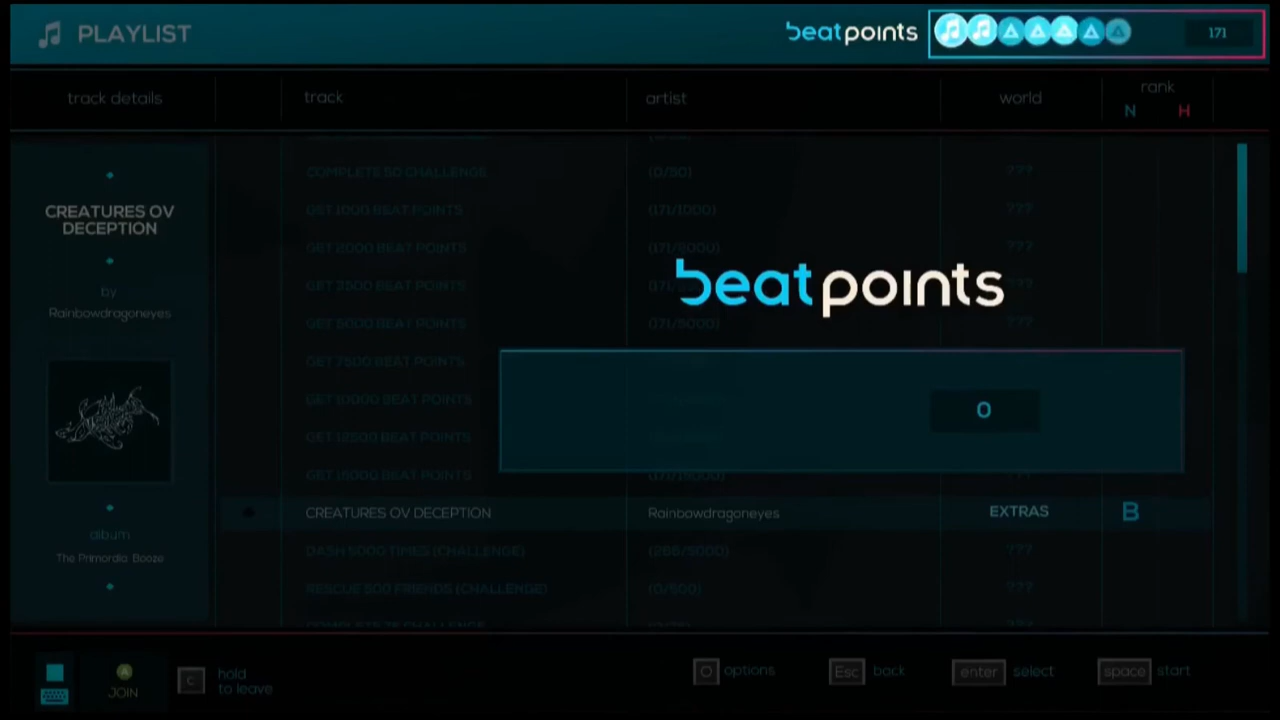 PLAYLIST
beatpoints
171
track details
track
artist
world
rank
N H
COMPLETE 50 CHALLENGE (0/50) ???
CREATURES OV
DECEPTION
GET 1000 BEAT POINTS (171/1000) ???
GET 2000 BEAT POINTS (171/2000) ???
GET 3500 BEAT POINTS
by
Rainbowdragoneyes
GET 5000 BEAT POINTS (171/5000) ???
GET 7500 BEAT POINTS
GET 10000 BEAT POINTS
GET 12500 BEAT POINTS
GET 15000 BEAT POINTS (171/15000) ???
beatpoints
0
CREATURES OV DECEPTION Rainbowdragoneyes EXTRAS B
album
The Primordial Booze
DASH 5000 TIMES (CHALLENGE) (266/5000) ???
RESCUE 500 FRIENDS (CHALLENGE) (0/500) ???
JOIN
C hold
to leave
O options
Esc back
enter select
space start